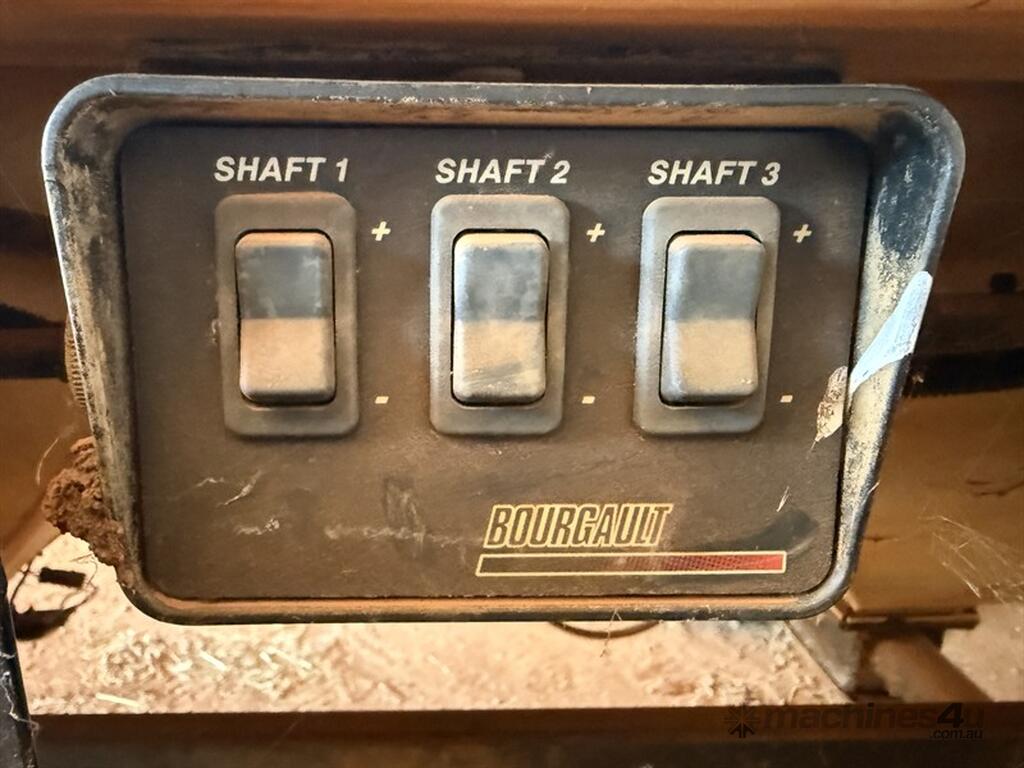 SHAFT 1 SHAFT 2 SHAFT 3
+ + +
- - -
BOURGAULT
machines4u
.com.au